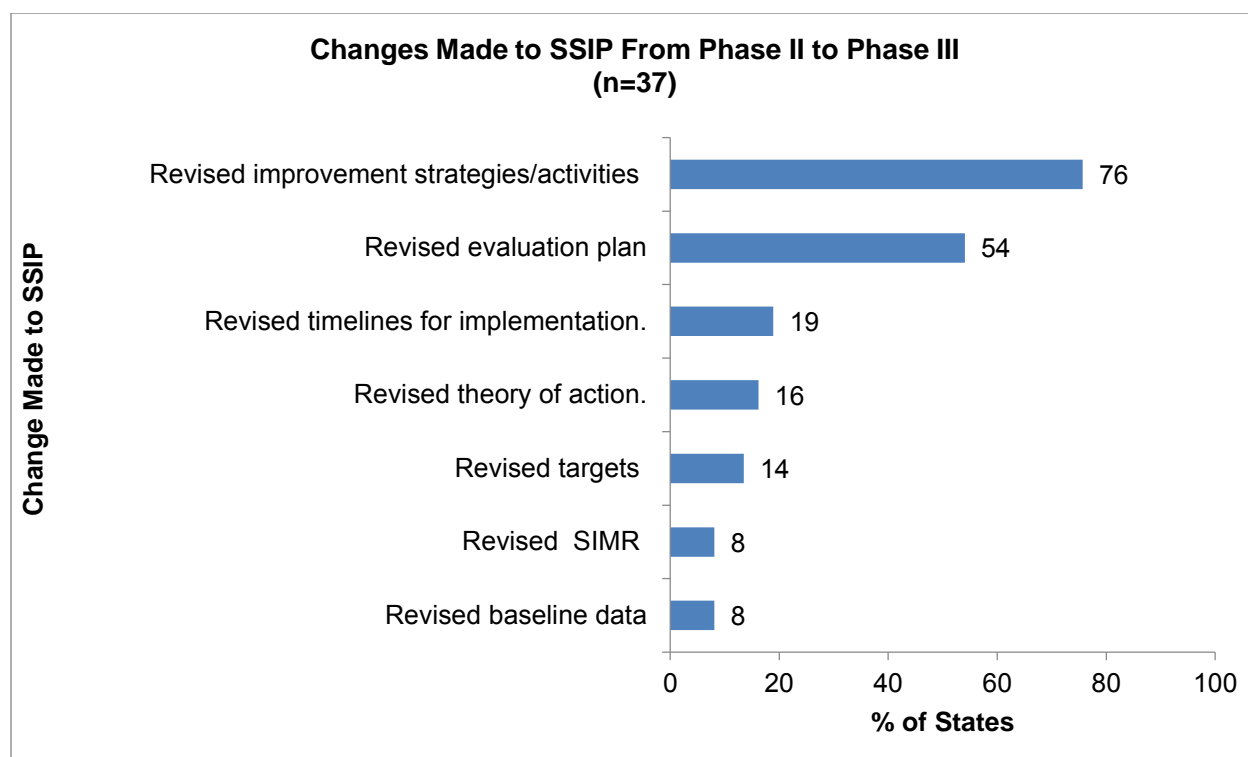 Changes Made to SSIP From Phase II to Phase III
(n=37)
Change Made to SSIP
Revised improvement strategies/activities 76
Revised evaluation plan 54
Revised timelines for implementation. 19
Revised theory of action. 16
Revised targets 14
Revised SIMR 8
Revised baseline data 8
0 20 40 60 80 100
% of States